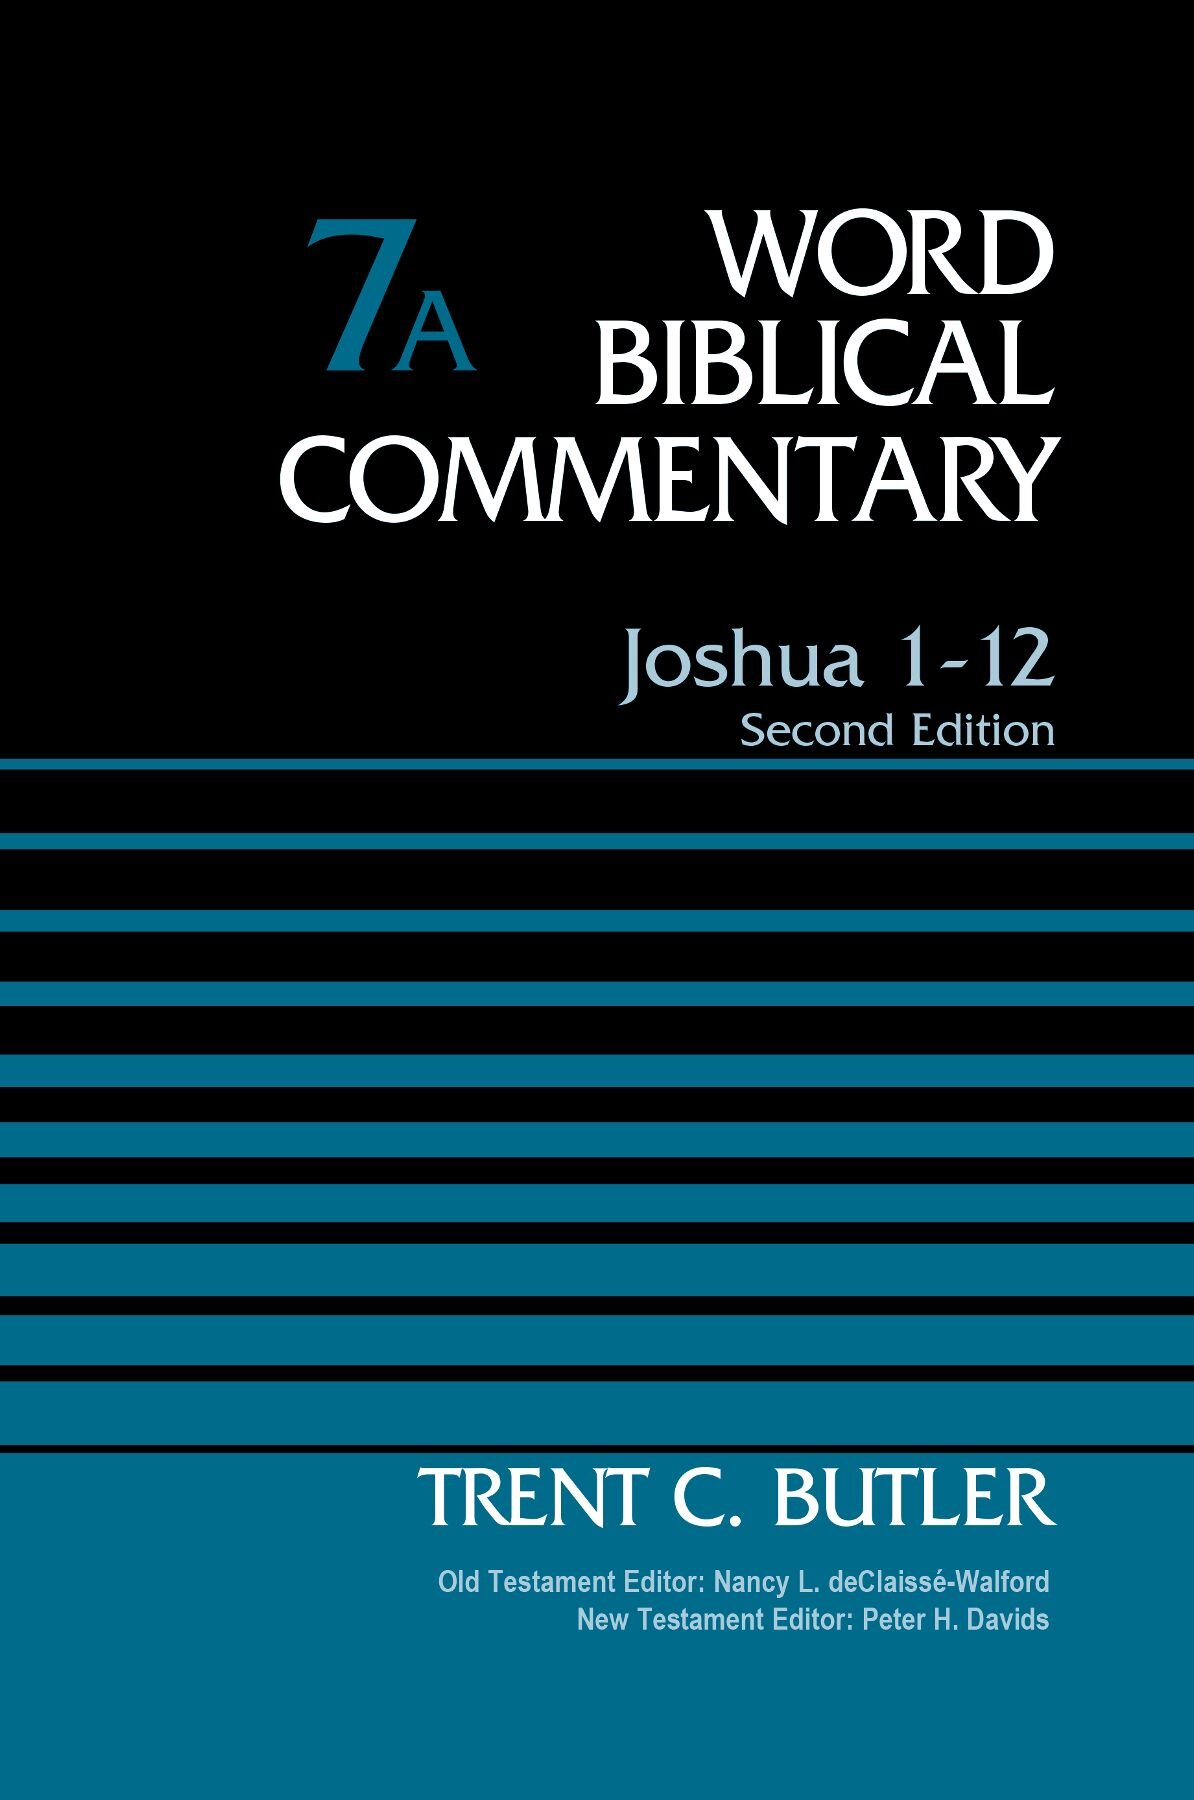 7A
WORD
BIBLICAL
COMMENTARY
Joshua 1-12
Second Edition
TRENT C. BUTLER
Old Testament Editor: Nancy L. deClaissé-Walford
New Testament Editor: Peter H. Davids